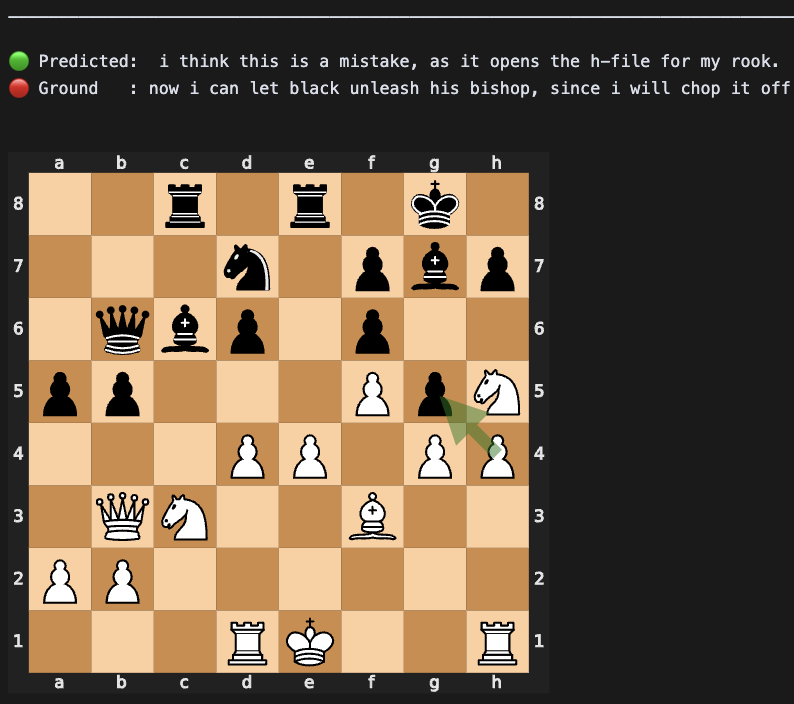 Predicted: i think this is a mistake, as it opens the h-file for my rook.
Ground : now i can let black unleash his bishop, since i will chop it off
a b c d e f g h
8 8
7 7
6 6
5 5
4 4
3 3
2 2
1 1
a b c d e f g h